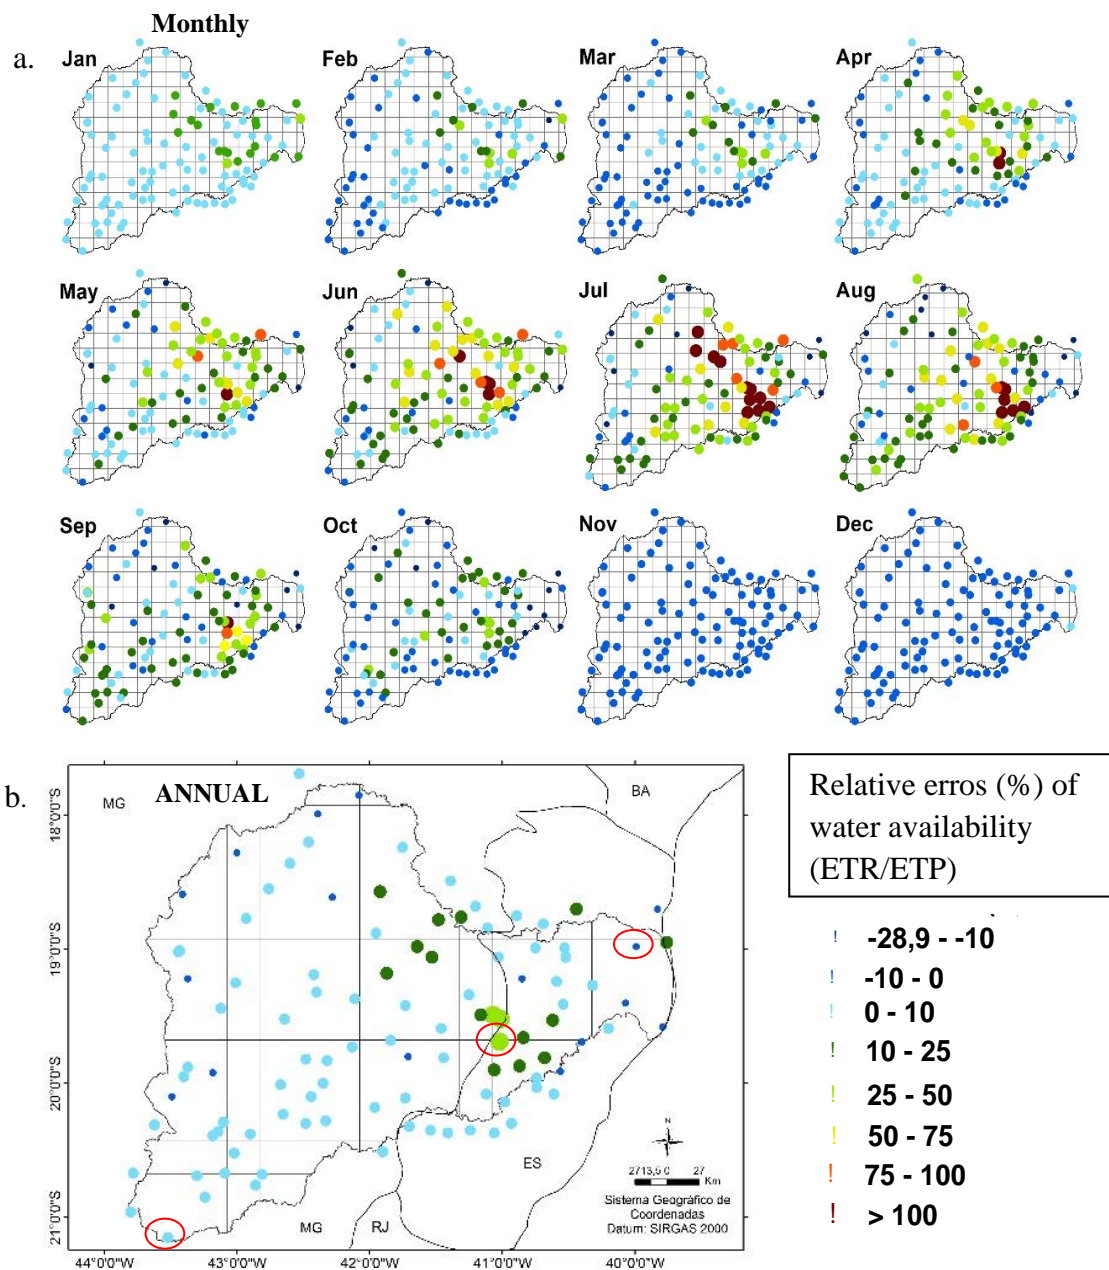 Monthly
a.
Jan
Feb
Mar
Apr
May
Jun
Jul
Aug
Sep
Oct
Nov
Dec
b.
ANNUAL
MG
BA
ES
MG
RJ
18°0'0"S
19°0'0"S
20°0'0"S
21°0'0"S
44°0'0"W
43°0'0"W
42°0'0"W
41°0'0"W
40°0'0"W
N
2713,5 0 27
Km
Sistema Geográfico de
Coordenadas
Datum: SIRGAS 2000
Relative erros (%) of
water availability
(ETR/ETP)
! -28,9 - -10
! -10 - 0
! 0 - 10
! 10 - 25
! 25 - 50
! 50 - 75
! 75 - 100
! > 100